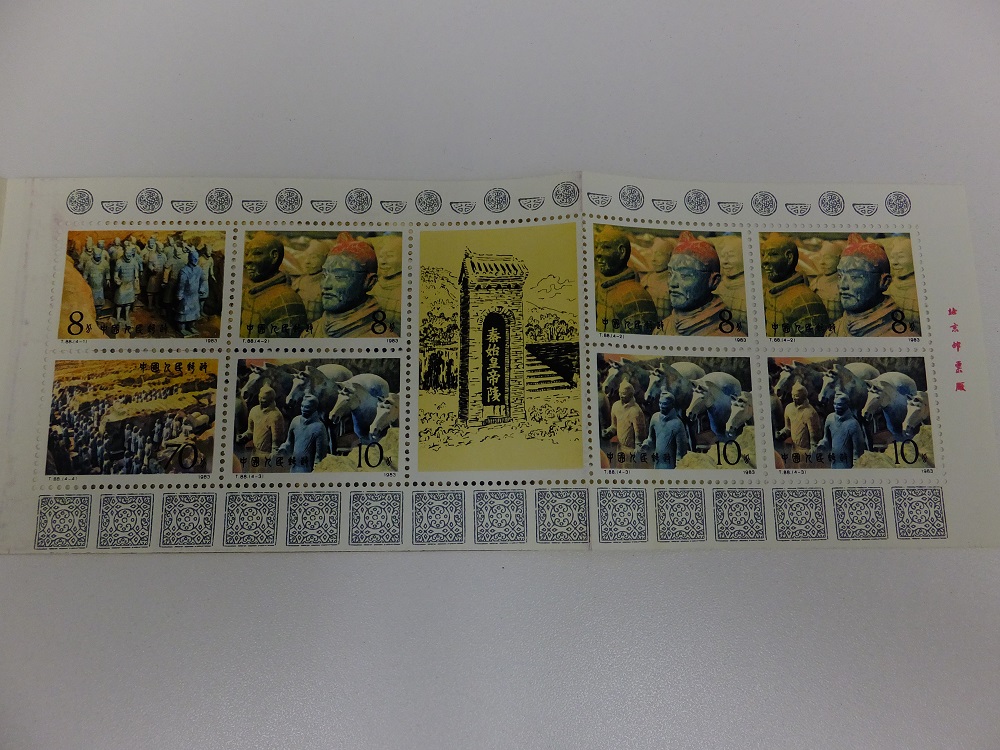 8分 中国人民邮政
T.88.(4-1) 1983
中国人民邮政 8分
T.88.(4-2) 1983
秦始皇帝陵
中国人民邮政 8分
T.88.(4-2) 1983
中国人民邮政 8分
T.88.(4-2) 1983
中国人民邮政
70分
T.88.(4-4) 1983
中国人民邮政 10分
T.88.(4-3) 1983
中国人民邮政 10分
T.88.(4-3) 1983
中国人民邮政 10分
T.88.(4-3) 1983
北京邮票厂